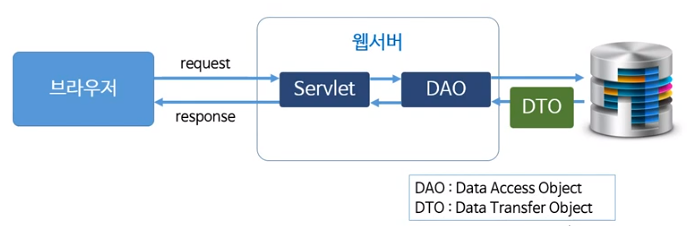 웹서버
브라우저
request
response
Servlet
DAO
DTO
DAO : Data Access Object
DTO : Data Transfer Object